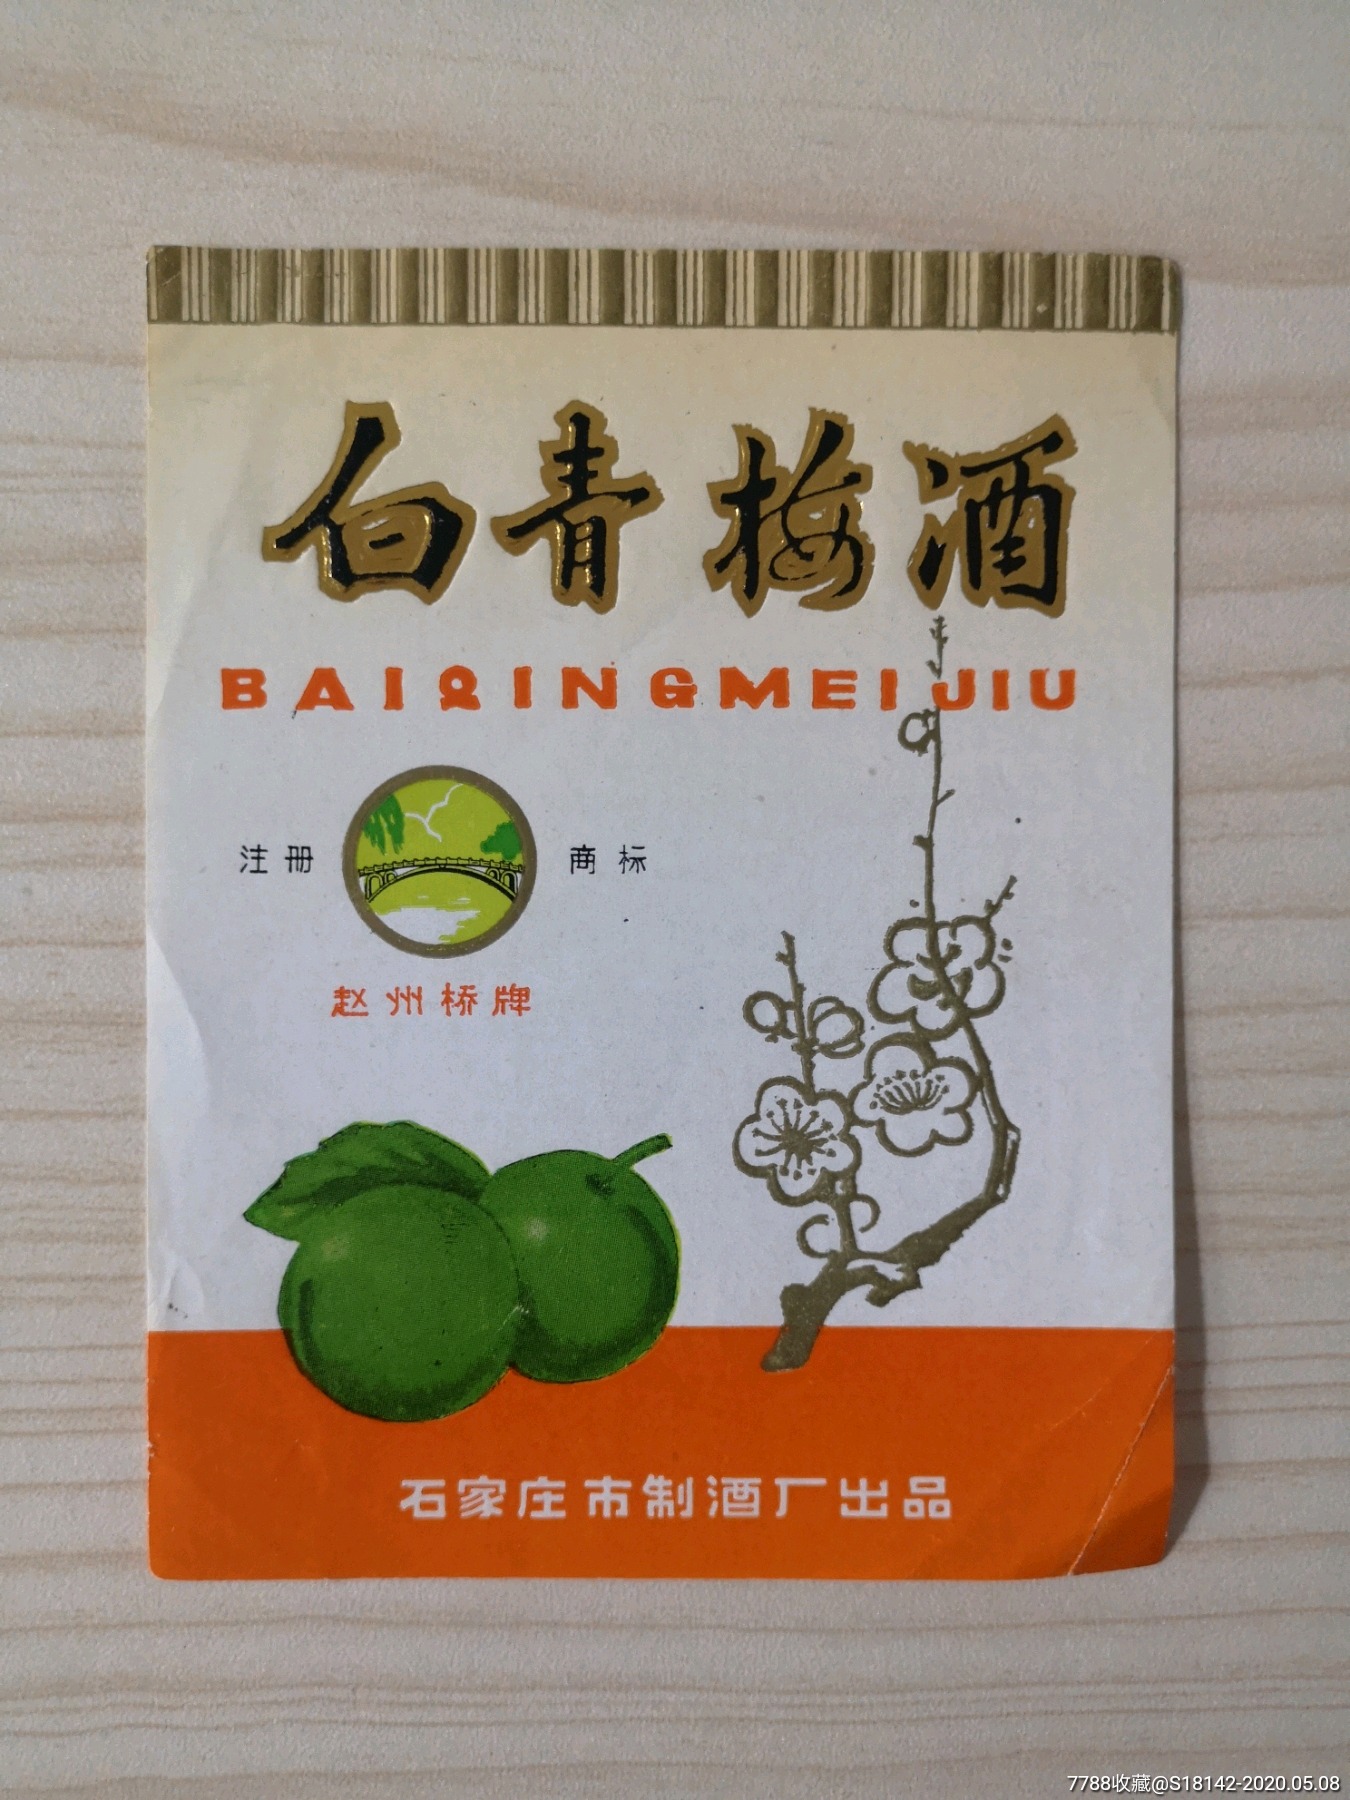 白青梅酒
BAIQINGMEIJIU
注册 商标
赵州桥牌
石家庄市制酒厂出品
7788收藏@S18142-2020.05.08